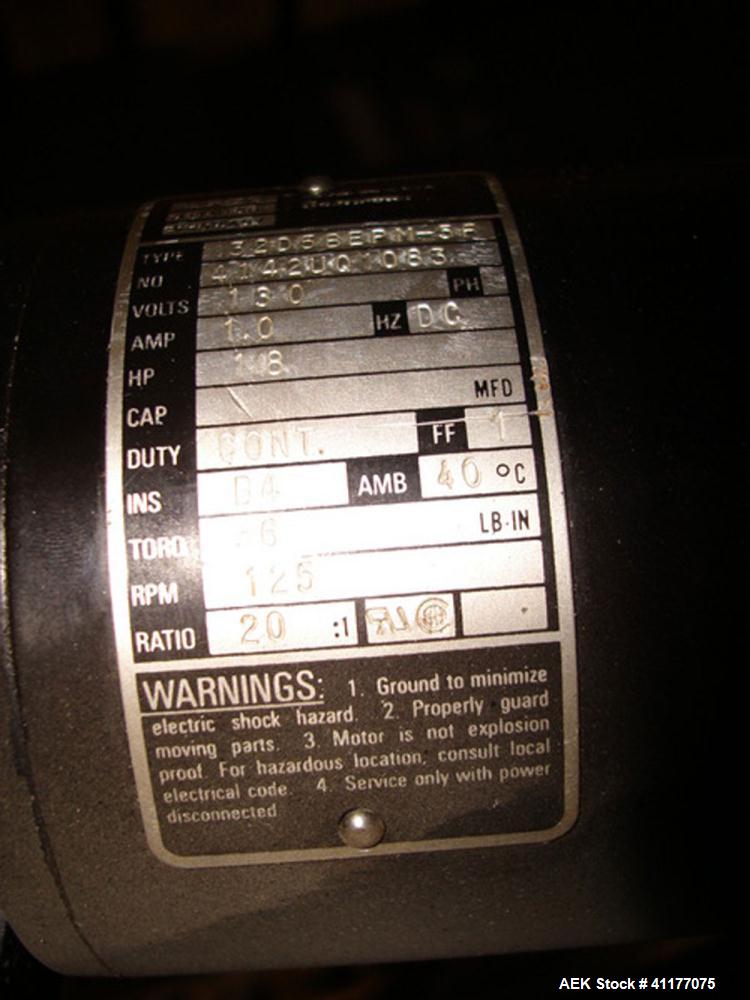 TYPE 32D5BEPM-5F
NO 4142UQ1083
VOLTS 130 PH
AMP 1.0 HZ DC
HP 1/8
CAP MFD
DUTY CONT. FF 1
INS AMB 40 °C
TORQ LB-IN
RPM 125
RATIO 20 :1
WARNINGS: 1. Ground to minimize
electric shock hazard. 2. Properly guard
moving parts. 3. Motor is not explosion
proof. For hazardous location, consult local
electrical code. 4. Service only with power
disconnected
AEK Stock # 41177075